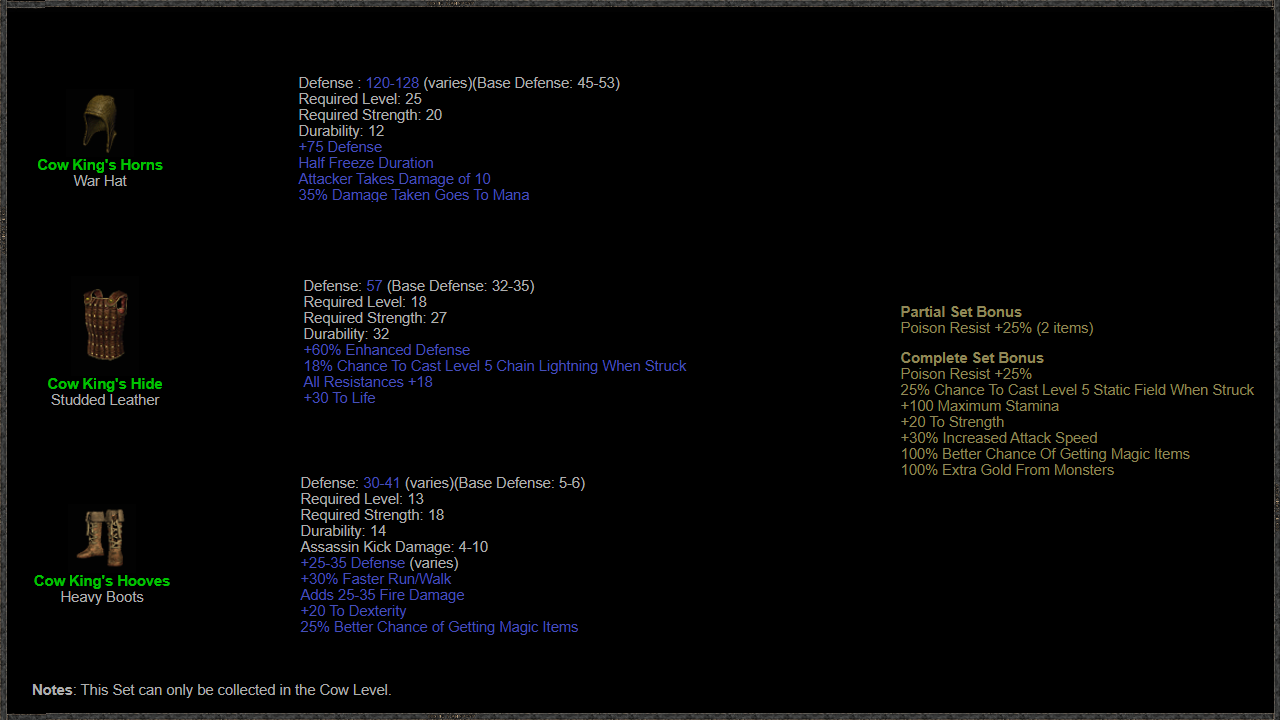 Defense : 120-128 (varies)(Base Defense: 45-53)
Required Level: 25
Required Strength: 20
Durability: 12
+75 Defense
Half Freeze Duration
Attacker Takes Damage of 10
35% Damage Taken Goes To Mana
Cow King's Horns
War Hat
Defense: 57 (Base Defense: 32-35)
Required Level: 18
Required Strength: 27
Durability: 32
+60% Enhanced Defense
18% Chance To Cast Level 5 Chain Lightning When Struck
All Resistances +18
+30 To Life
Cow King's Hide
Studded Leather
Partial Set Bonus
Poison Resist +25% (2 items)
Complete Set Bonus
Poison Resist +25%
25% Chance To Cast Level 5 Static Field When Struck
+100 Maximum Stamina
+20 To Strength
+30% Increased Attack Speed
100% Better Chance Of Getting Magic Items
100% Extra Gold From Monsters
Defense: 30-41 (varies)(Base Defense: 5-6)
Required Level: 13
Required Strength: 18
Durability: 14
Assassin Kick Damage: 4-10
+25-35 Defense (varies)
+30% Faster Run/Walk
Adds 25-35 Fire Damage
+20 To Dexterity
25% Better Chance of Getting Magic Items
Cow King's Hooves
Heavy Boots
Notes: This Set can only be collected in the Cow Level.